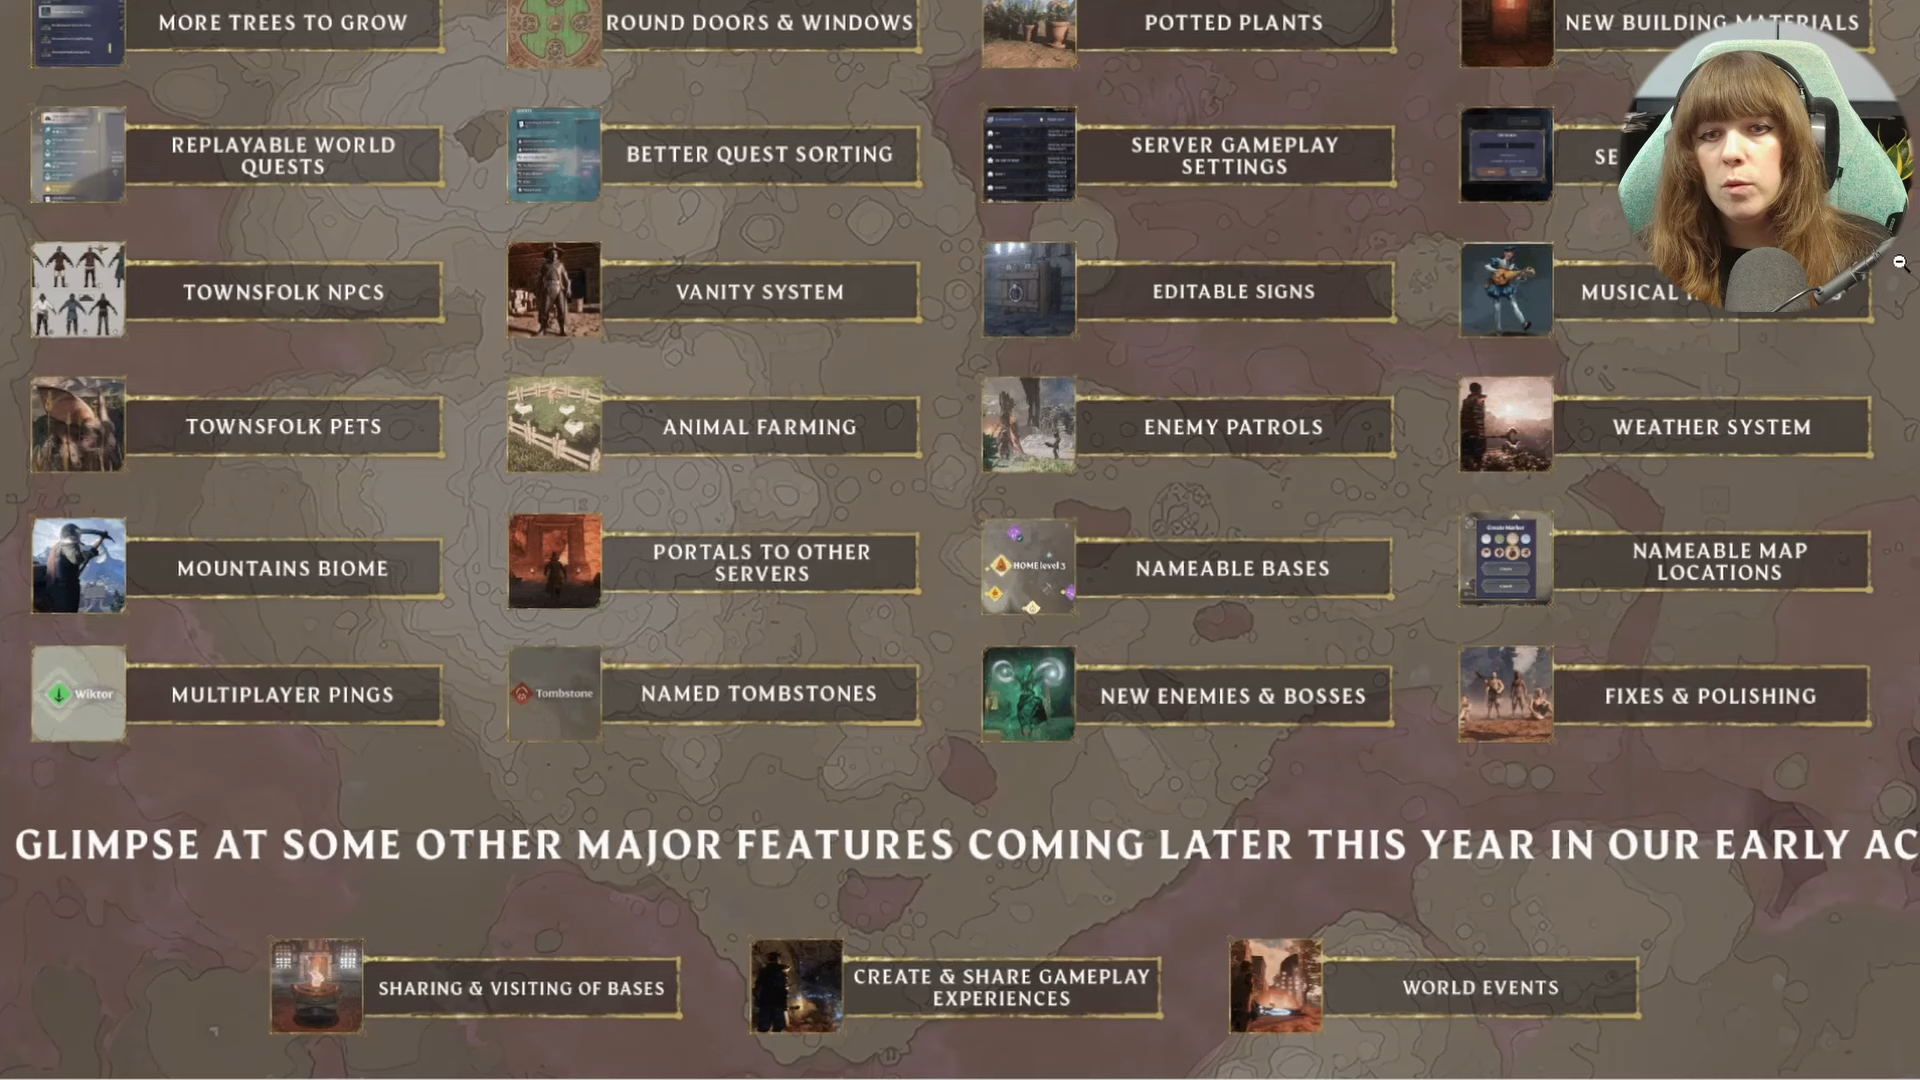 MORE TREES TO GROW
ROUND DOORS & WINDOWS
POTTED PLANTS
NEW BUILDING MATERIALS
REPLAYABLE WORLD
QUESTS
BETTER QUEST SORTING
SERVER GAMEPLAY
SETTINGS
SE
TOWNSFOLK NPCS
VANITY SYSTEM
EDITABLE SIGNS
MUSICAL
TOWNSFOLK PETS
ANIMAL FARMING
ENEMY PATROLS
WEATHER SYSTEM
MOUNTAINS BIOME
PORTALS TO OTHER
SERVERS
HOME level 3
NAMEABLE BASES
Create Marker
NAMEABLE MAP
LOCATIONS
Wiktor
MULTIPLAYER PINGS
Tombstone
NAMED TOMBSTONES
NEW ENEMIES & BOSSES
FIXES & POLISHING
GLIMPSE AT SOME OTHER MAJOR FEATURES COMING LATER THIS YEAR IN OUR EARLY AC
SHARING & VISITING OF BASES
CREATE & SHARE GAMEPLAY
EXPERIENCES
WORLD EVENTS